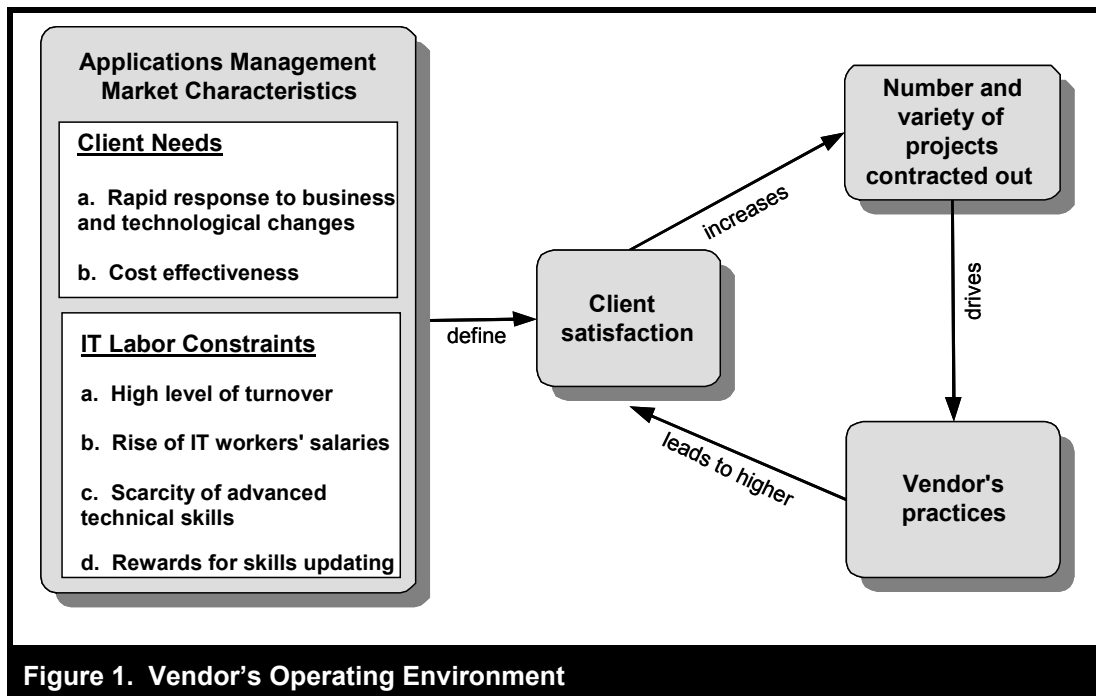 Applications Management
Market Characteristics
Client Needs
a. Rapid response to business
and technological changes
b. Cost effectiveness
IT Labor Constraints
a. High level of turnover
b. Rise of IT workers' salaries
c. Scarcity of advanced
technical skills
d. Rewards for skills updating
define
Client
satisfaction
increases
Number and
variety of
projects
contracted out
drives
Vendor's
practices
leads to higher
Figure 1. Vendor’s Operating Environment